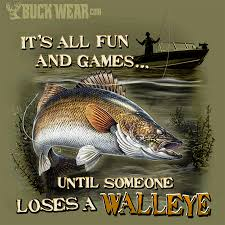 BUCKWEAR.COM
IT'S ALL FUN
AND GAMES...
UNTIL SOMEONE
LOSES A WALLEYE